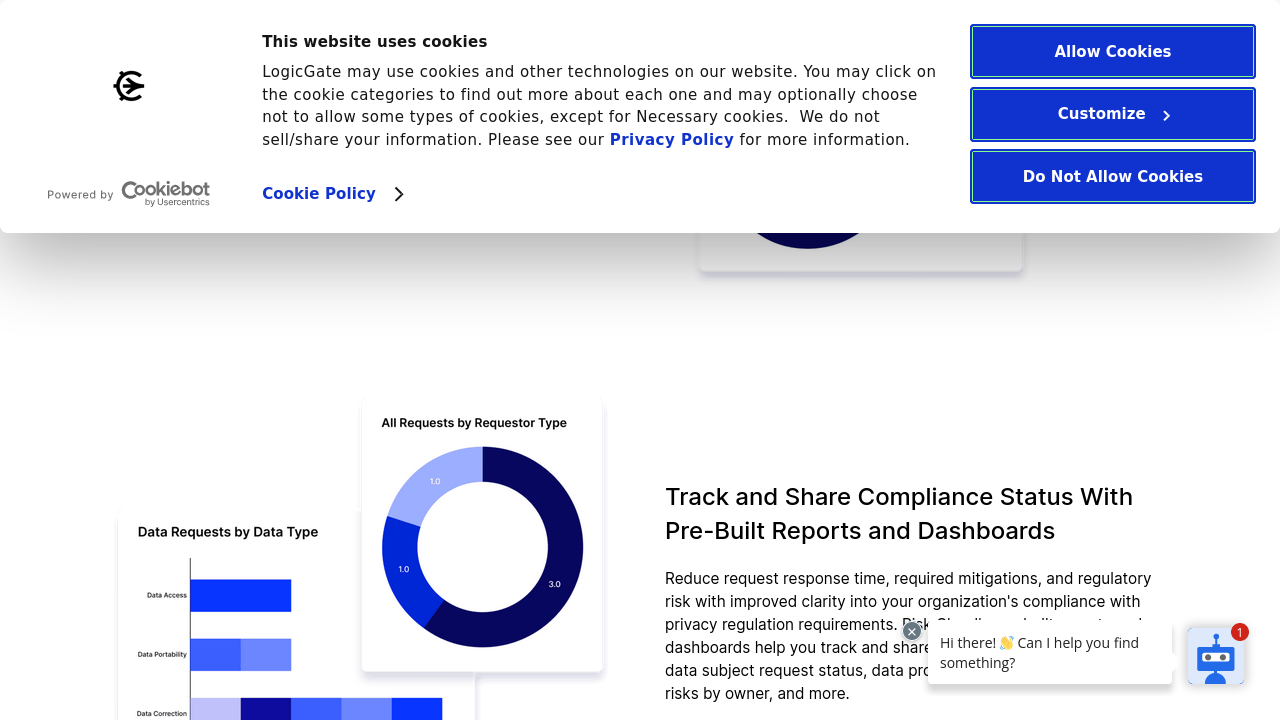 This website uses cookies
LogicGate may use cookies and other technologies on our website. You may click on
the cookie categories to find out more about each one and may optionally choose
not to allow some types of cookies, except for Necessary cookies.  We do not
sell/share your information. Please see our Privacy Policy for more information.
Cookie Policy
Powered by Cookiebot
by Usercentrics
Allow Cookies
Customize
Do Not Allow Cookies
All Requests by Requestor Type
1.0
1.0
3.0
Data Requests by Data Type
Data Access
Data Portability
Data Correction
Track and Share Compliance Status With
Pre-Built Reports and Dashboards
Reduce request response time, required mitigations, and regulatory
risk with improved clarity into your organization's compliance with
privacy regulation requirements.
dashboards help you track and share
data subject request status, data
risks by owner, and more.
Hi there! 👋 Can I help you find
something?
1